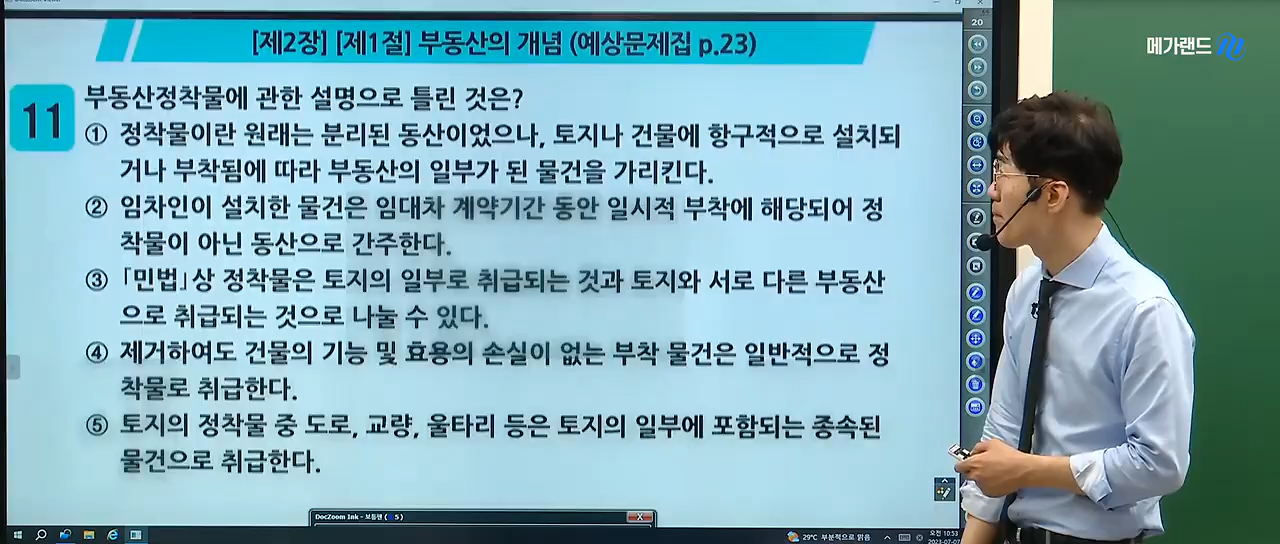 [제2장] [제1절] 부동산의 개념 (예상문제집 p.23)
메가랜드
11
부동산정착물에 관한 설명으로 틀린 것은?
① 정착물이란 원래는 분리된 동산이었으나, 토지나 건물에 항구적으로 설치되
거나 부착됨에 따라 부동산의 일부가 된 물건을 가리킨다.
② 임차인이 설치한 물건은 임대차 계약기간 동안 일시적 부착에 해당되어 정
착물이 아닌 동산으로 간주한다.
③ 「민법」상 정착물은 토지의 일부로 취급되는 것과 토지와 서로 다른 부동산
으로 취급되는 것으로 나눌 수 있다.
④ 제거하여도 건물의 기능 및 효용의 손실이 없는 부착 물건은 일반적으로 정
착물로 취급한다.
⑤ 토지의 정착물 중 도로, 교량, 울타리 등은 토지의 일부에 포함되는 종속된
물건으로 취급한다.
20
DocZoom Ink - 보통펜 ( 5)
29℃ 부분적으로 맑음
오전 10:53
2023-07-07